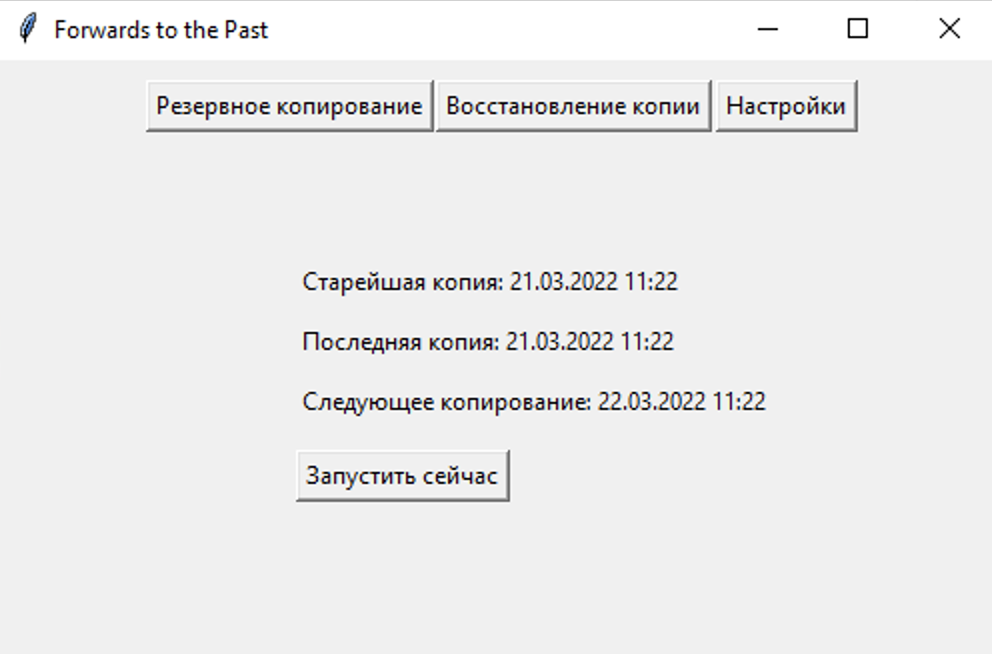 Forwards to the Past
Резервное копирование Восстановление копии Настройки
Старейшая копия: 21.03.2022 11:22
Последняя копия: 21.03.2022 11:22
Следующее копирование: 22.03.2022 11:22
Запустить сейчас